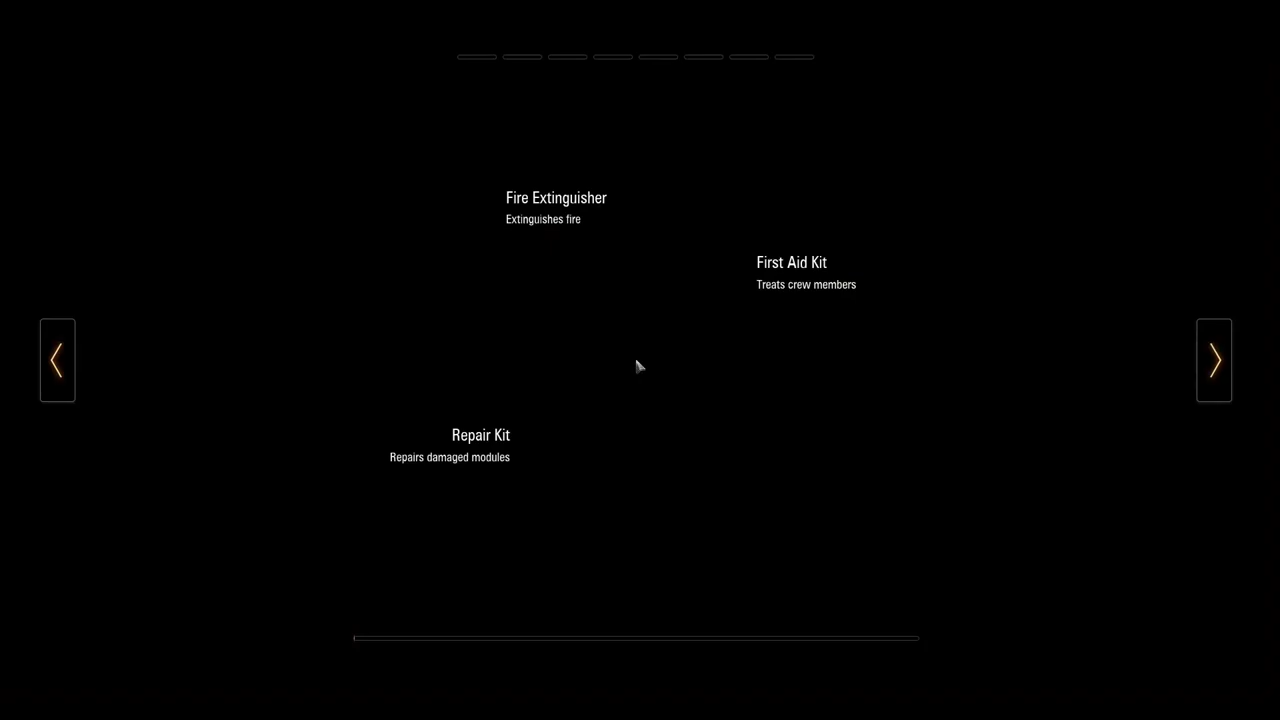 Fire Extinguisher
Extinguishes fire
First Aid Kit
Treats crew members
Repair Kit
Repairs damaged modules